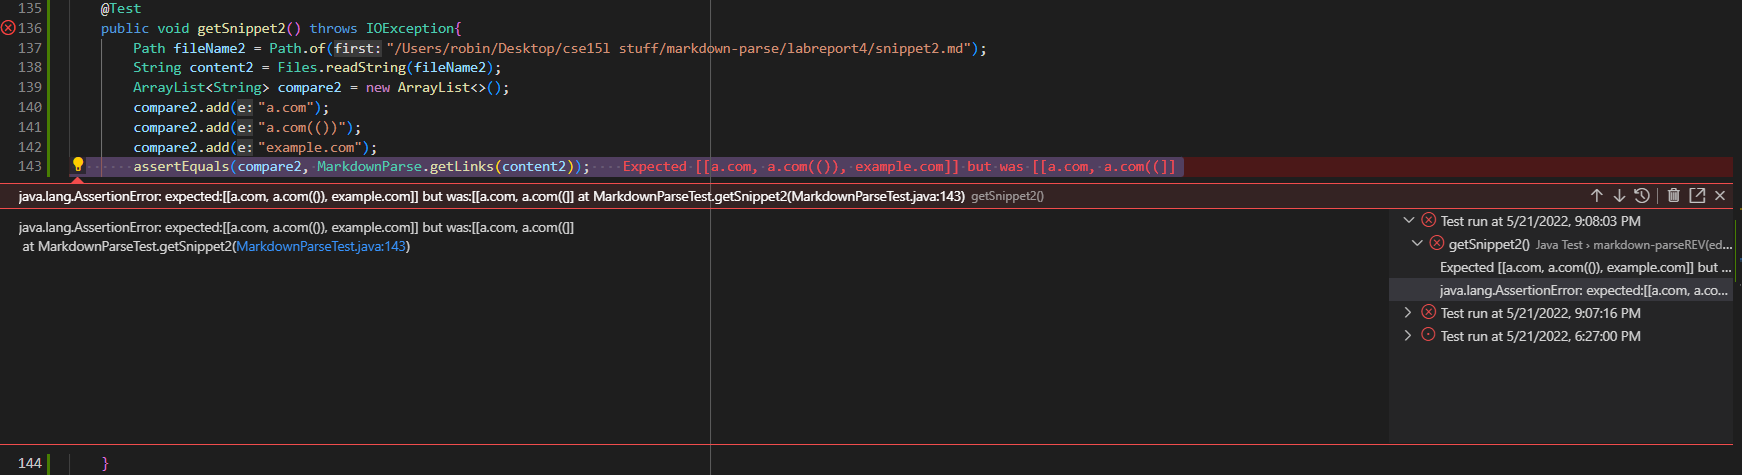 135 @Test
136 public void getSnippet2() throws IOException{
137 Path fileName2 = Path.of(first: "/Users/robin/Desktop/cse15l stuff/markdown-parse/labreport4/snippet2.md");
138 String content2 = Files.readString(fileName2);
139 ArrayList<String> compare2 = new ArrayList<>();
140 compare2.add(e: "a.com");
141 compare2.add(e: "a.com(())");
142 compare2.add(e: "example.com");
143 assertEquals(compare2, MarkdownParse.getLinks(content2)); Expected [[a.com, a.com(()), example.com]] but was [[a.com, a.com((]]
java.lang.AssertionError: expected:[[a.com, a.com(()), example.com]] but was:[[a.com, a.com((]] at MarkdownParseTest.getSnippet2(MarkdownParseTest.java:143) getSnippet2()
java.lang.AssertionError: expected:[[a.com, a.com(()), example.com]] but was:[[a.com, a.com((]]
at MarkdownParseTest.getSnippet2(MarkdownParseTest.java:143)
Test run at 5/21/2022, 9:08:03 PM
getSnippet2() Java Test › markdown-parseREV(ed...
Expected [[a.com, a.com(()), example.com]] but ...
java.lang.AssertionError: expected:[[a.com, a.co...
Test run at 5/21/2022, 9:07:16 PM
Test run at 5/21/2022, 6:27:00 PM
144 }